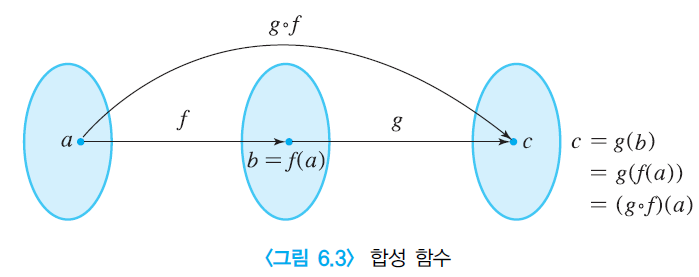 g∘f
f
g
a
b = f(a)
c
c = g(b)
= g(f(a))
= (g∘f)(a)
〈그림 6.3〉 합성 함수